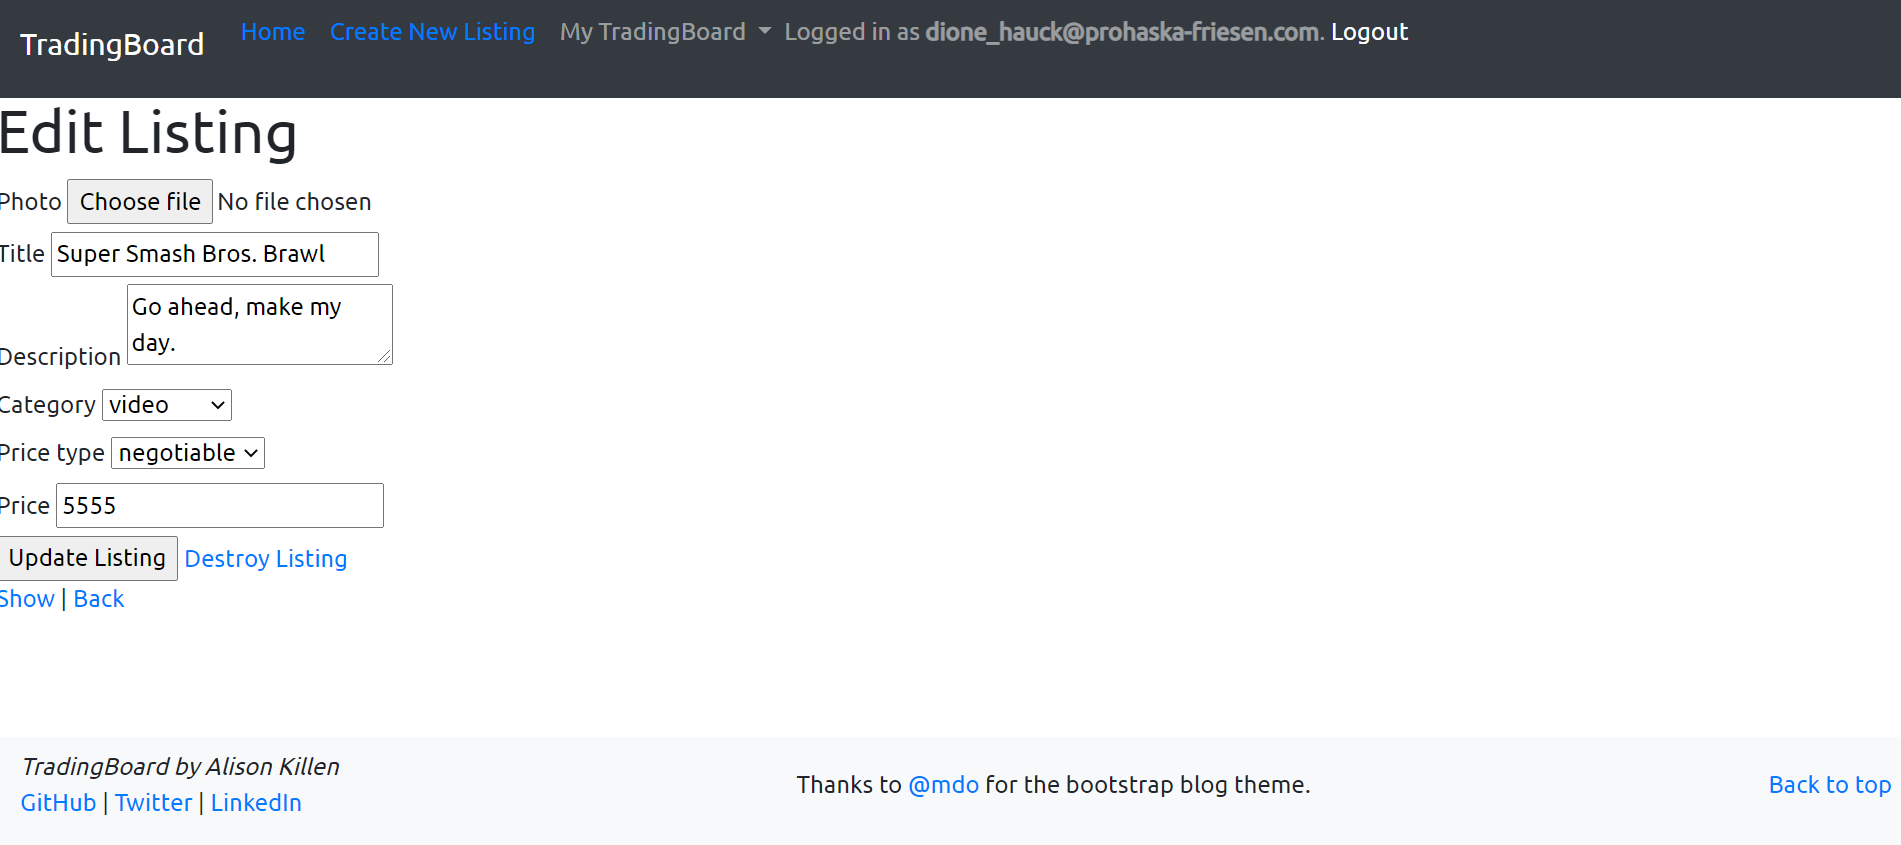 TradingBoard Home Create New Listing My TradingBoard Logged in as dione_hauck@prohaska-friesen.com. Logout
Edit Listing
Photo Choose file No file chosen
Title Super Smash Bros. Brawl
Go ahead, make my
day.
Description
Category video
Price type negotiable
Price 5555
Update Listing Destroy Listing
Show | Back
TradingBoard by Alison Killen
GitHub | Twitter | LinkedIn
Thanks to @mdo for the bootstrap blog theme.
Back to top